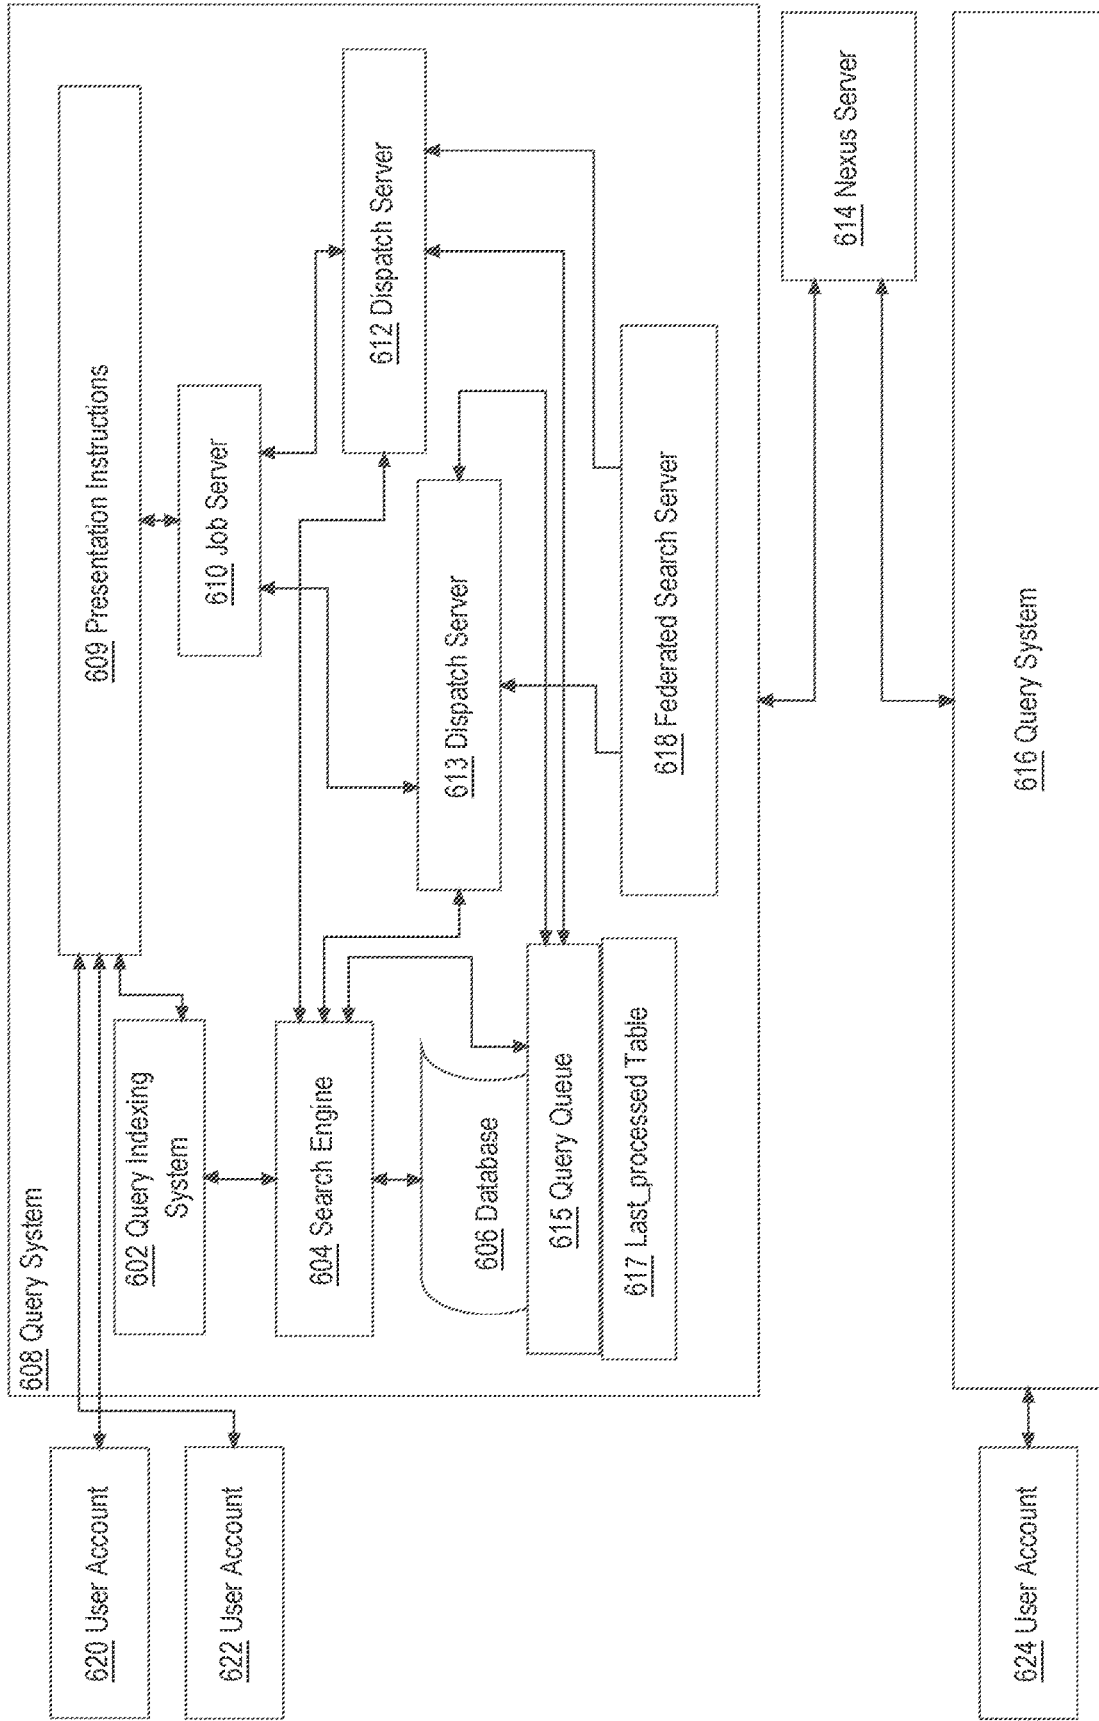 620 User Account
622 User Account
624 User Account
608 Query System
609 Presentation Instructions
602 Query Indexing
System
610 Job Server
604 Search Engine
612 Dispatch Server
613 Dispatch Server
606 Database
615 Query Queue
617 Last_processed Table
618 Federated Search Server
614 Nexus Server
616 Query System